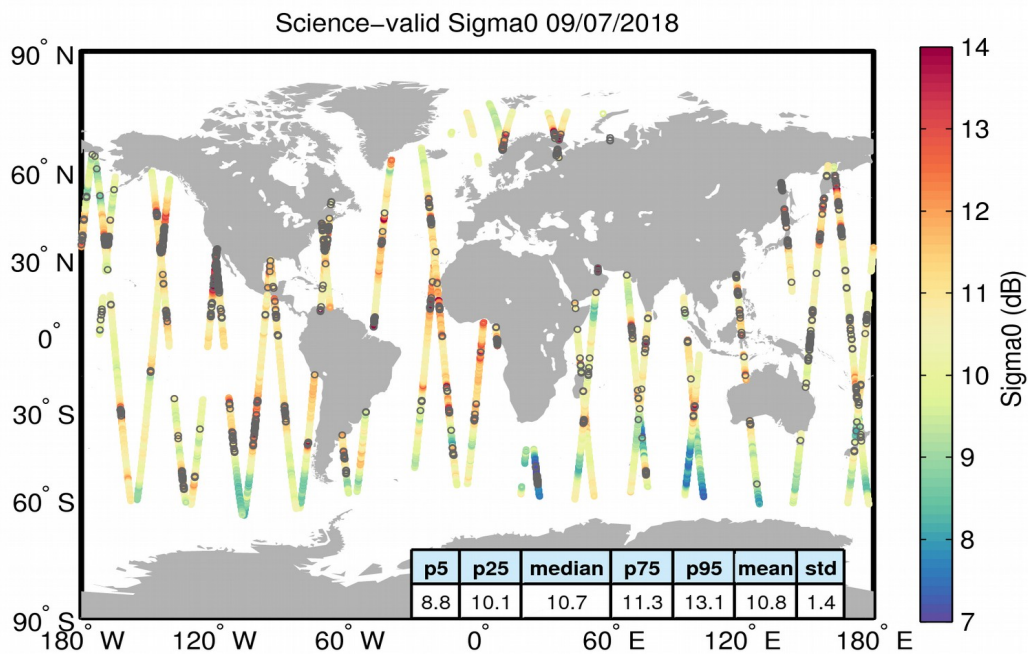 Science−valid Sigma0 09/07/2018
90° N
60° N
30° N
0°
30° S
60° S
90° S
180° W
120° W
60° W
0°
60° E
120° E
180° E
14
13
12
11
10
9
8
7
Sigma0 (dB)
p5 p25 median p75 p95 mean std
8.8 10.1 10.7 11.3 13.1 10.8 1.4